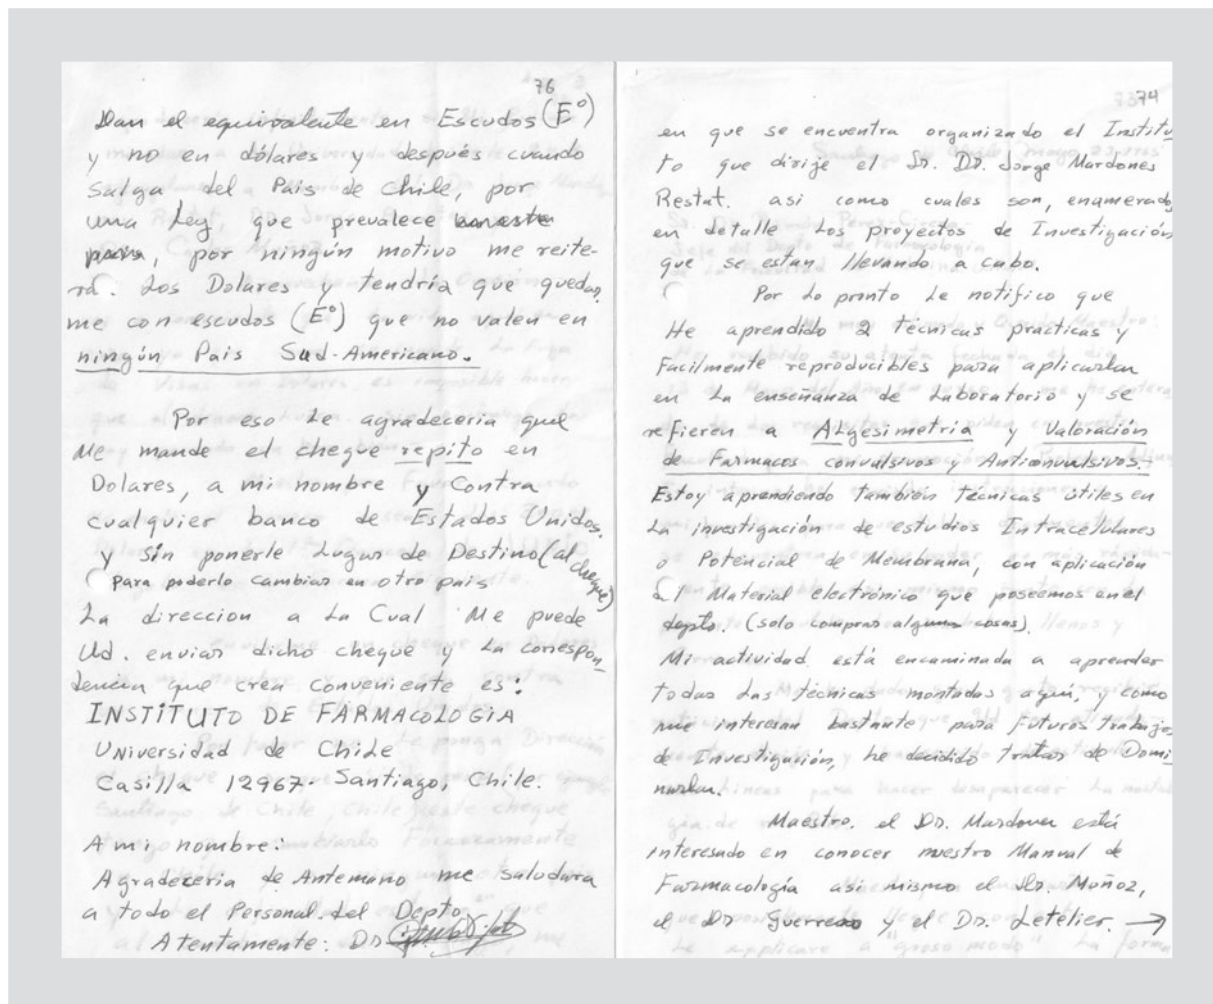 76
Dan el equivalente en Escudos (Eº)
y no en dólares y después cuando
Salga del Pais de Chile, por
una Ley, que prevalece
, por ningún motivo me reite-
ra. Los Dolares y tendría que quedar
me con escudos (Eº) que no valen en
ningún Pais Sud-Americano.
Por eso Le agradeceria que
Me mande el cheque repito en
Dolares, a mi nombre y Contra
cualquier banco de Estados Unidos.
y Sin ponerle Lugar de Destino (al cheque)
para poderlo cambiar en otro pais
La direccion a La Cual Me puede
Ud. enviar dicho cheque y La correspon-
dencia que crea conveniente es:
INSTITUTO DE FARMACOLOGIA
Universidad de Chile
Casilla 12967- Santiago, Chile.
A mi nombre:
Agradeceria de Antemano me saludara
a todo el Personal del Depto
Atentamente: Dr.
74
en que se encuentra organizado el Institu
to que dirije el Sr. Dr. Jorge Mardones
Restat. asi como cuales son, enumerados
en detalle Los proyectos de Investigación
que se estan llevando a cabo.
Por Lo pronto Le notifico que
He aprendido 2 técnicas practicas y
Facilmente reproducibles para aplicarlas
en La enseñanza de Laboratorio y se
refieren a ALgesimetria y Valoración
de Farmacos convulsivos y Anticonvulsivos.
Estoy aprendiendo también técnicas útiles en
La investigación de estudios Intracelulares
o Potencial de Membrana, con aplicación
al Material electrónico que poseemos en el
depto. (solo comprar algunas cosas).
Mi actividad está encaminada a aprender
todas Las técnicas montadas aquí, y como
me interesan bastante para Futuros trabajos
de Investigación, he decidido tratar de Domi
narlas.
Maestro. el Dr. Mardones está
interesado en conocer nuestro Manual de
Farmacología asi mismo el Dr. Muñoz,
el Dr Guerrero y el Dr. Letelier. →